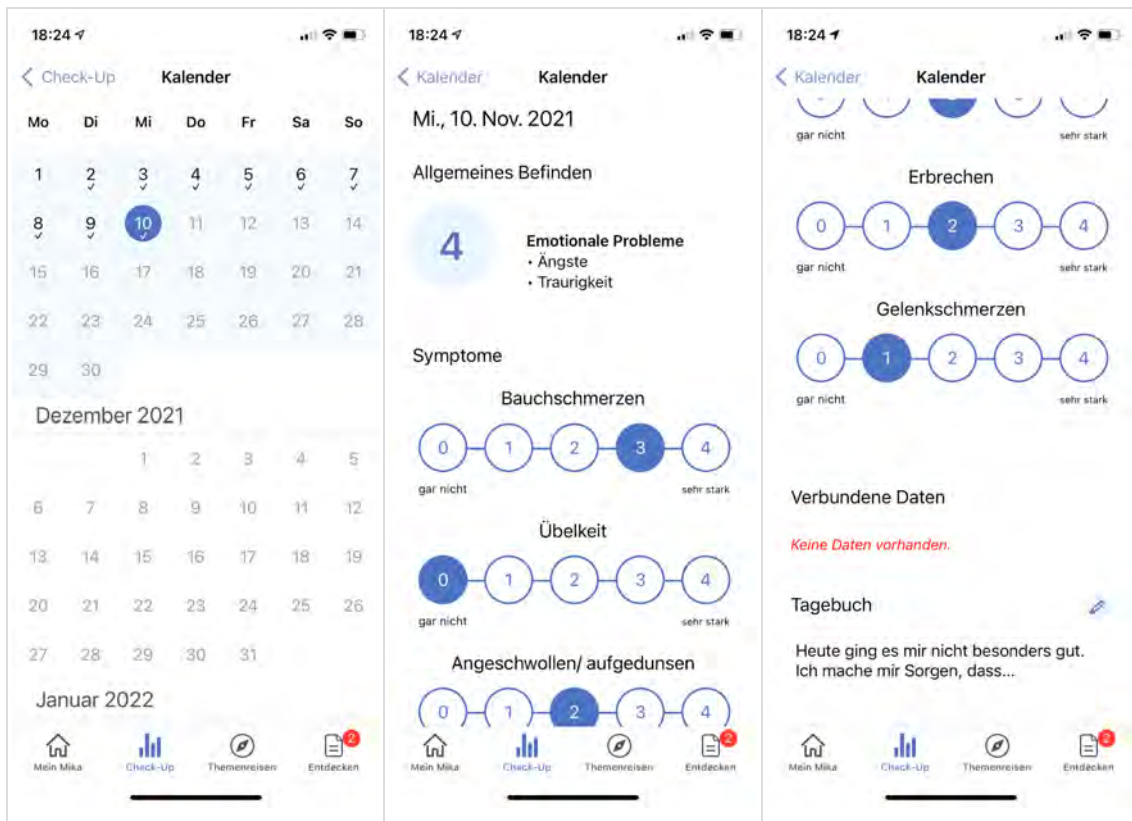 18:24
Check-Up Kalender
Mo Di Mi Do Fr Sa So
1 2 3 4 5 6 7
8 9 10 11 12 13 14
15 16 17 18 19 20 21
22 23 24 25 26 27 28
29 30
Dezember 2021
1 2 3 4 5
6 7 8 9 10 11 12
13 14 15 16 17 18 19
20 21 22 23 24 25 26
27 28 29 30 31
Januar 2022
Mein Mika Check-Up Themenreisen Entdecken 2
18:24
Kalender Kalender
Mi., 10. Nov. 2021
Allgemeines Befinden
4
Emotionale Probleme
• Ängste
• Traurigkeit
Symptome
Bauchschmerzen
0 1 2 3 4
gar nicht sehr stark
Übelkeit
0 1 2 3 4
gar nicht sehr stark
Angeschwollen/ aufgedunsen
0 1 2 3 4
Mein Mika Check-Up Themenreisen Entdecken 2
18:24
Kalender Kalender
gar nicht sehr stark
Erbrechen
0 1 2 3 4
gar nicht sehr stark
Gelenkschmerzen
0 1 2 3 4
gar nicht sehr stark
Verbundene Daten
Keine Daten vorhanden.
Tagebuch
Heute ging es mir nicht besonders gut.
Ich mache mir Sorgen, dass...
Mein Mika Check-Up Themenreisen Entdecken 2